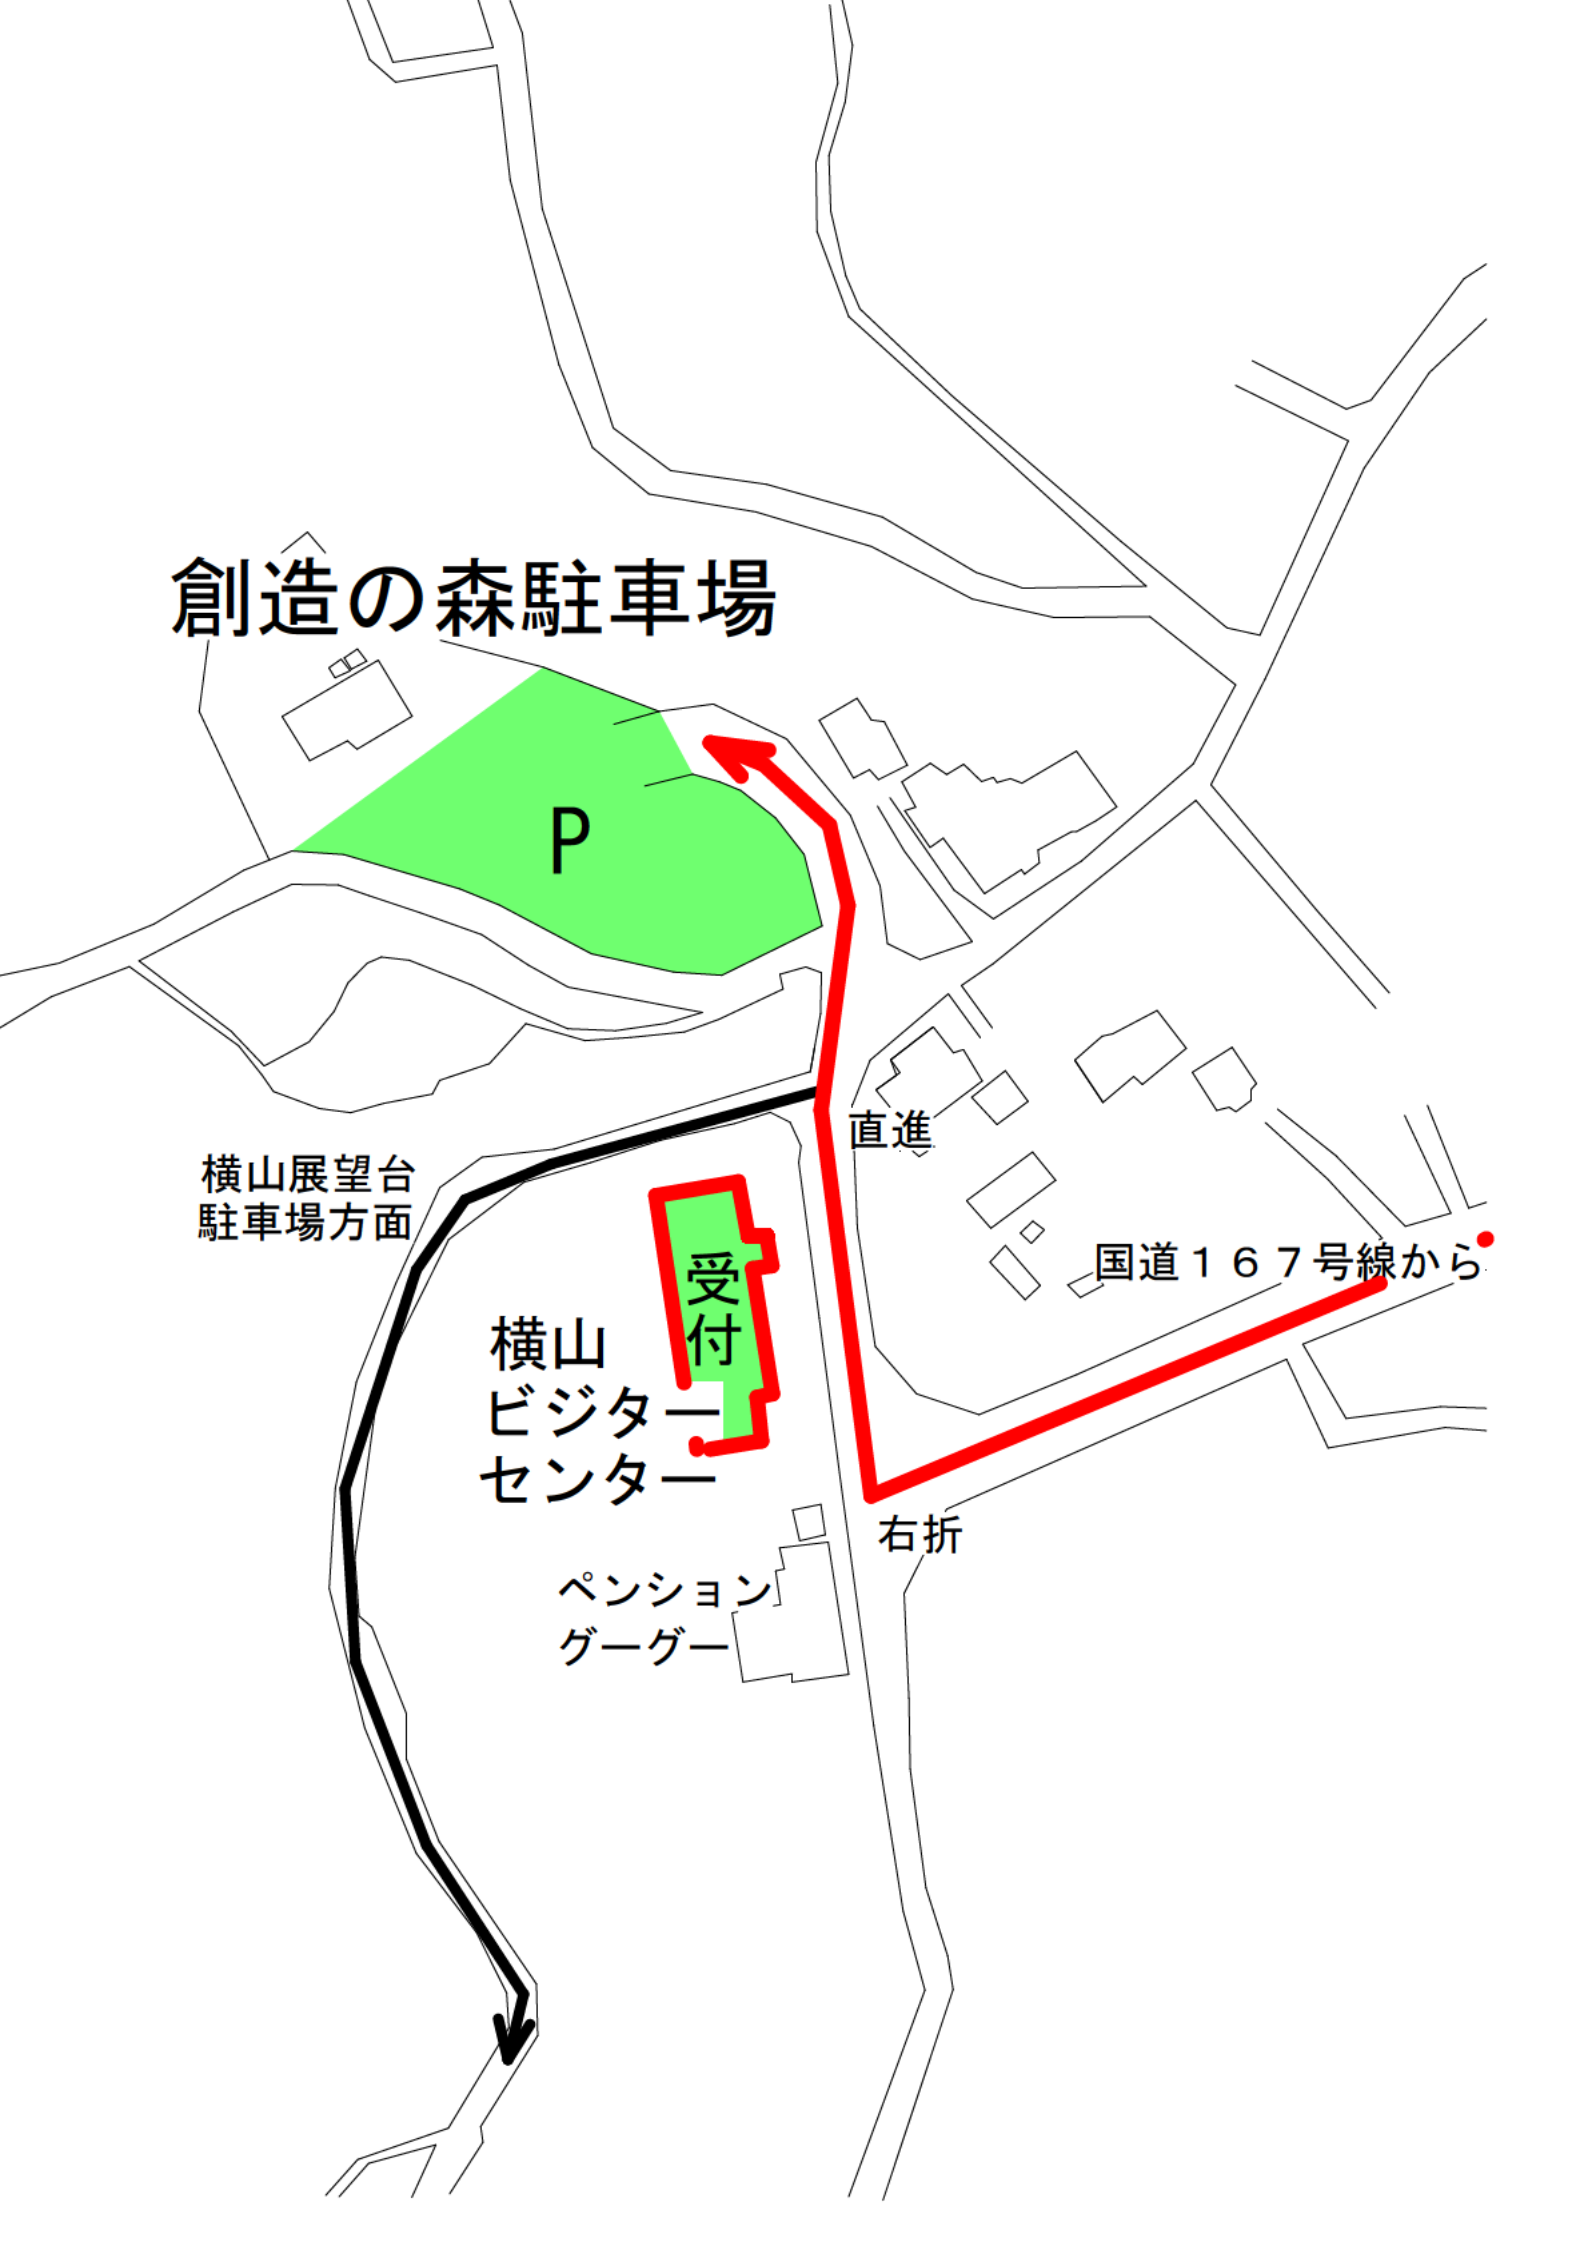 創造の森駐車場
P
直進
横山展望台
駐車場方面
国道１６７号線から
受付
横山
ビジター
センター
右折
ペンション
グーグー